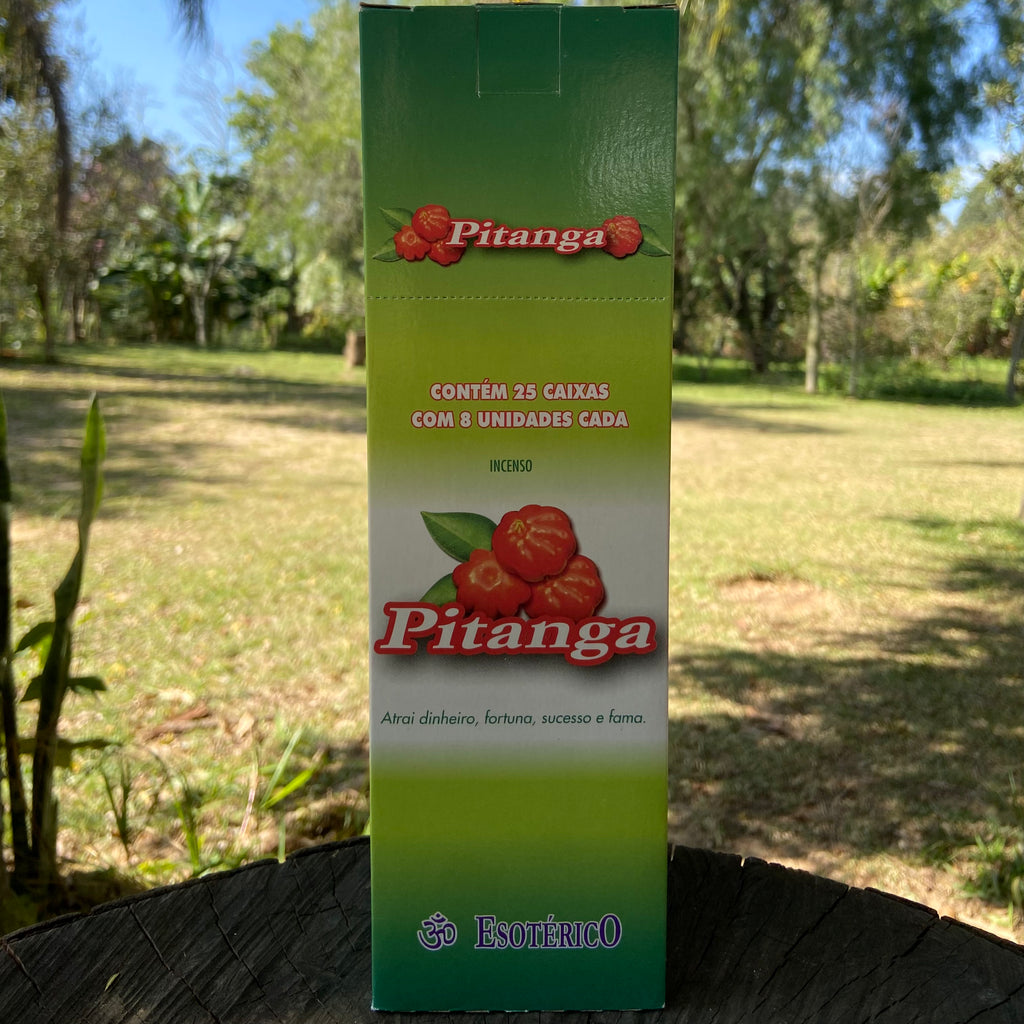 Pitanga
CONTÉM 25 CAIXAS
COM 8 UNIDADES CADA
INCENSO
Pitanga
Atrai dinheiro, fortuna, sucesso e fama.
ॐ ESOTÉRICO